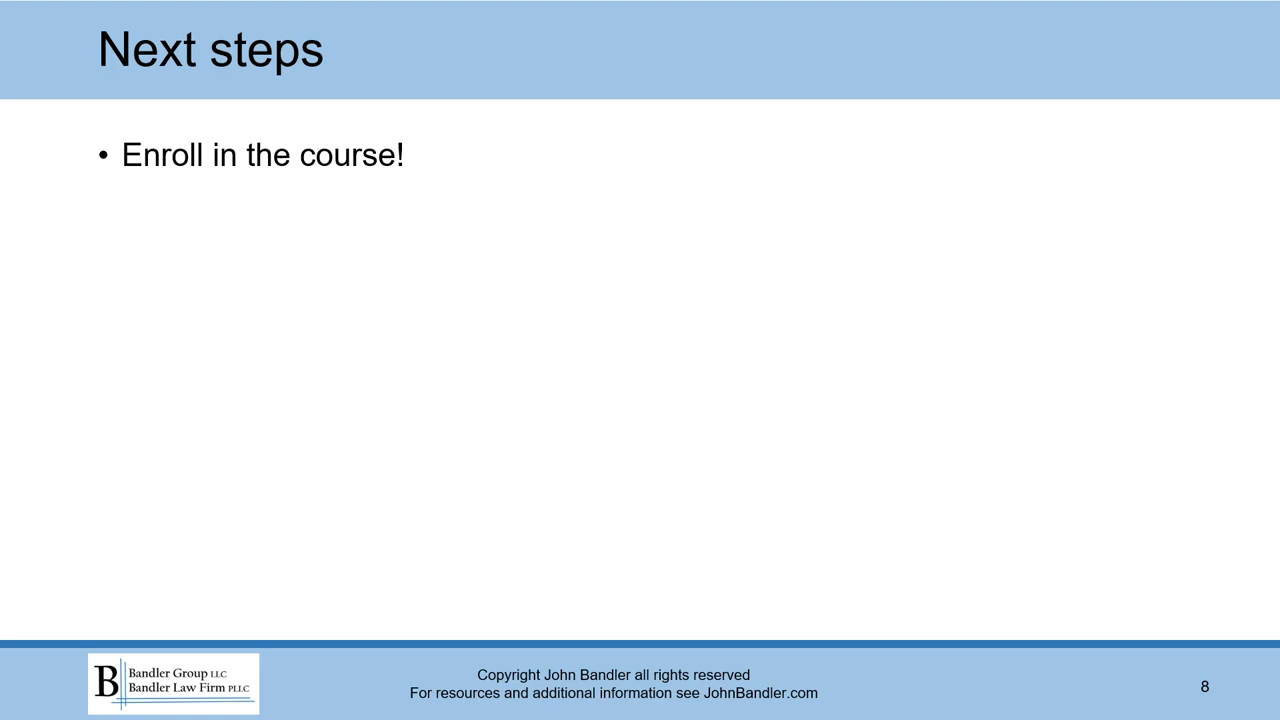 Next steps
• Enroll in the course!
B
Bandler Group LLC
Bandler Law Firm PLLC
Copyright John Bandler all rights reserved
For resources and additional information see JohnBandler.com
8